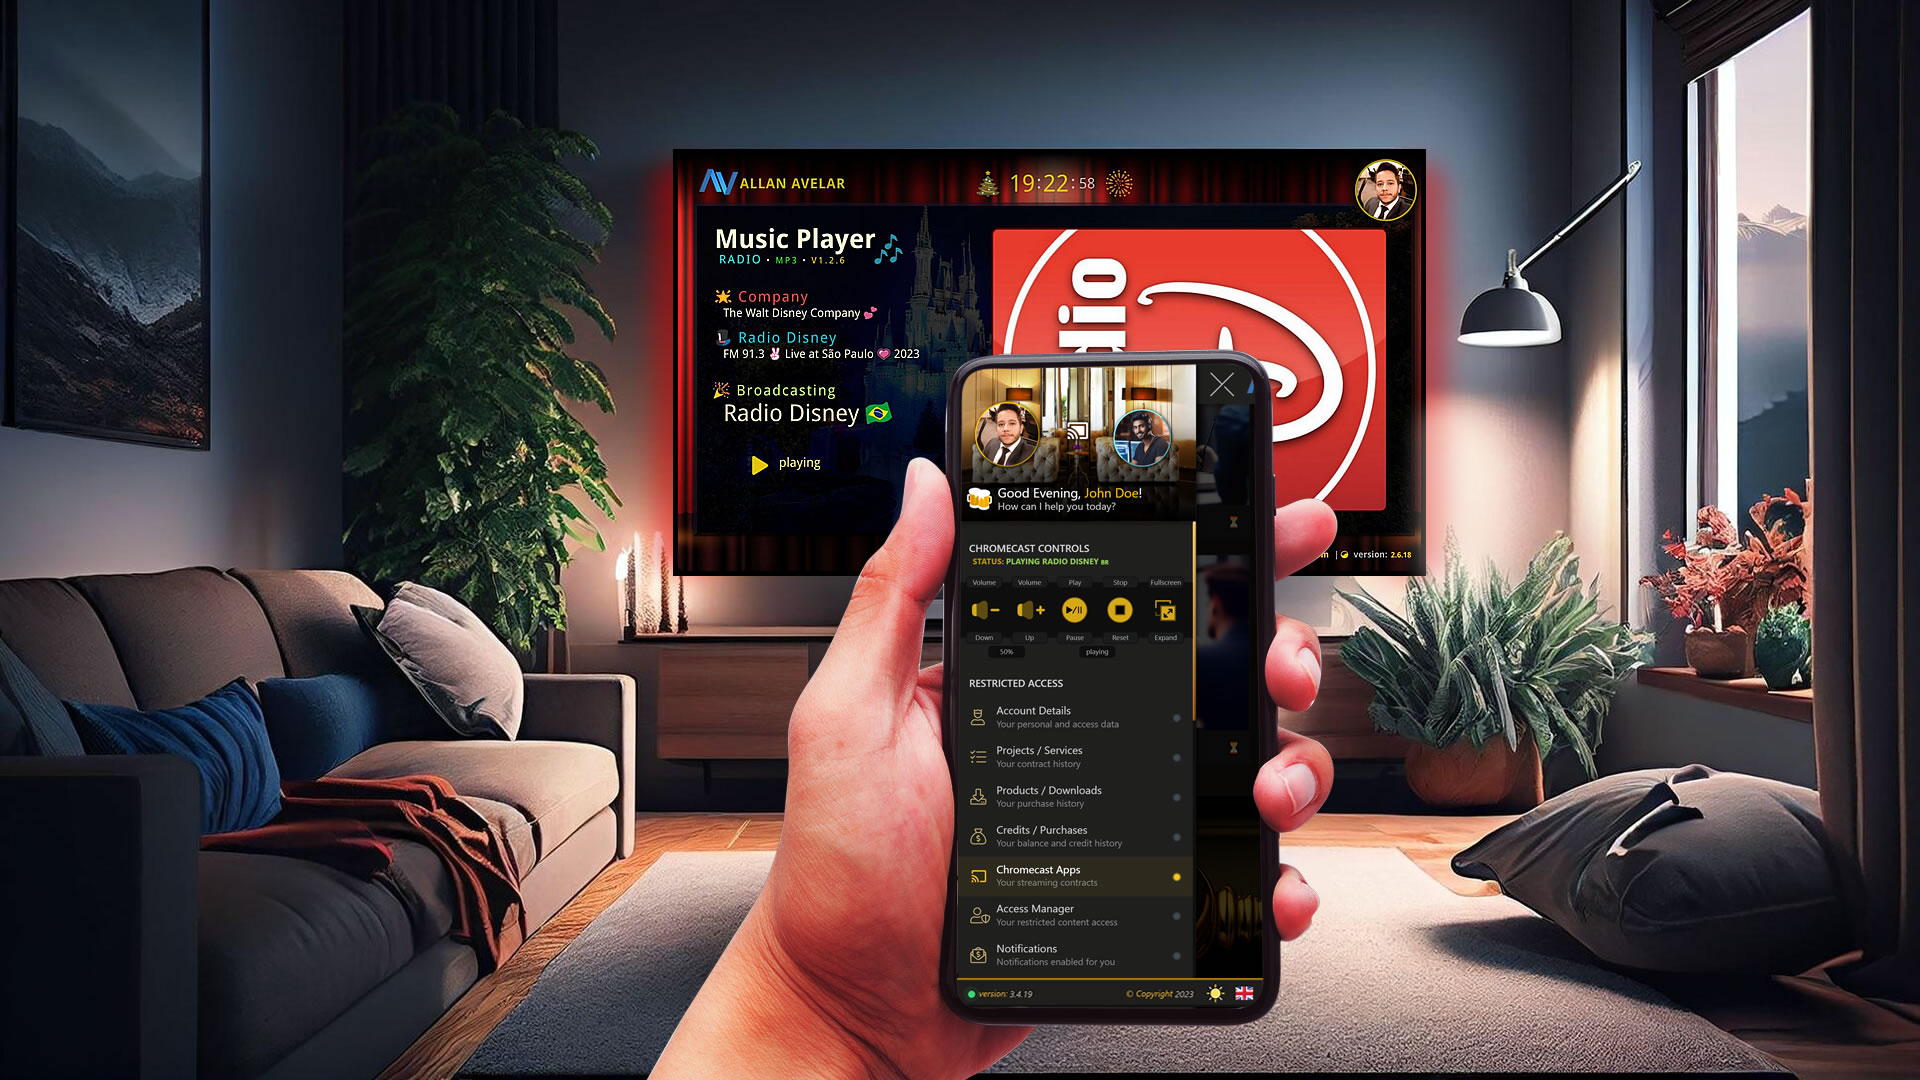 ALLAN AVELAR
19:22:58
Music Player
RADIO • MP3 • V1.2.6
Company
The Walt Disney Company
Radio Disney
FM 91.3 Live at São Paulo 2023
Broadcasting
Radio Disney
playing
version: 2.6.18
Good Evening, John Doe!
How can I help you today?
CHROMECAST CONTROLS
STATUS: PLAYING RADIO DISNEY BR
Volume Volume Play Stop Fullscreen
Down Up Pause Reset Expand
50% playing
RESTRICTED ACCESS
Account Details
Your personal and access data
Projects / Services
Your contract history
Products / Downloads
Your purchase history
Credits / Purchases
Your balance and credit history
Chromecast Apps
Your streaming contracts
Access Manager
Your restricted content access
Notifications
Notifications enabled for you
version: 3.4.19 © Copyright 2023